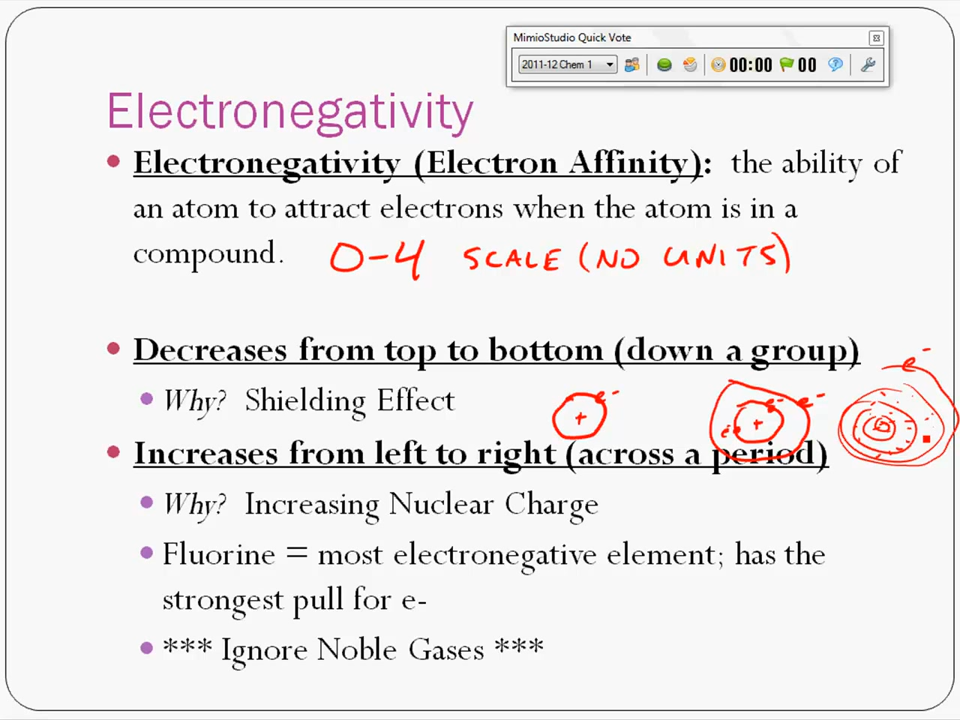 MimioStudio Quick Vote
2011-12 Chem 1
00:00
00
Electronegativity
• Electronegativity (Electron Affinity): the ability of
an atom to attract electrons when the atom is in a
compound. 0-4 SCALE (NO UNITS)
• Decreases from top to bottom (down a group)
e-
• Why? Shielding Effect
+ e-
+ e- e- e-
• Increases from left to right (across a period)
• Why? Increasing Nuclear Charge
• Fluorine = most electronegative element; has the
strongest pull for e-
• *** Ignore Noble Gases ***